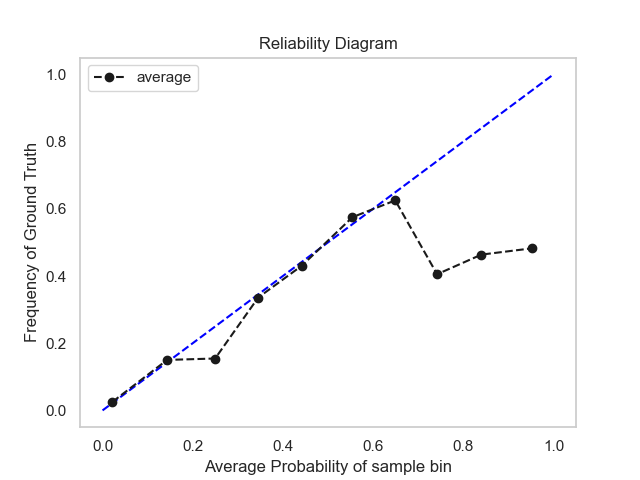 Reliability Diagram
average
1.0
0.8
0.6
0.4
0.2
0.0
Frequency of Ground Truth
0.0 0.2 0.4 0.6 0.8 1.0
Average Probability of sample bin